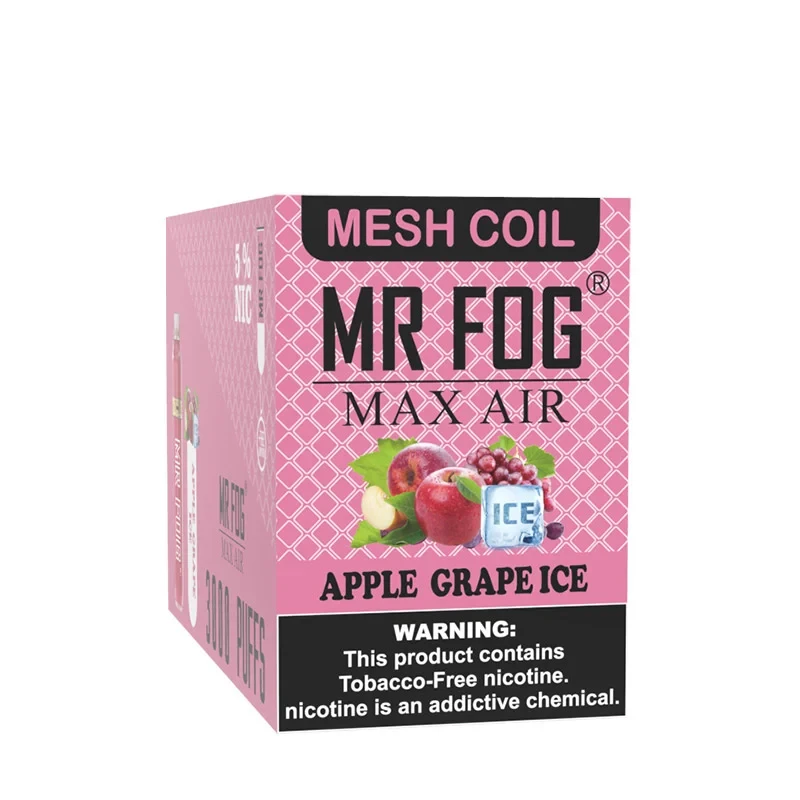 MESH COIL
MR FOG®
MAX AIR
ICE
APPLE GRAPE ICE
WARNING:
This product contains
Tobacco-Free nicotine.
nicotine is an addictive chemical.
5%
NIC
MR FOG
MR FOG
MAX AIR
3000 PUFFS